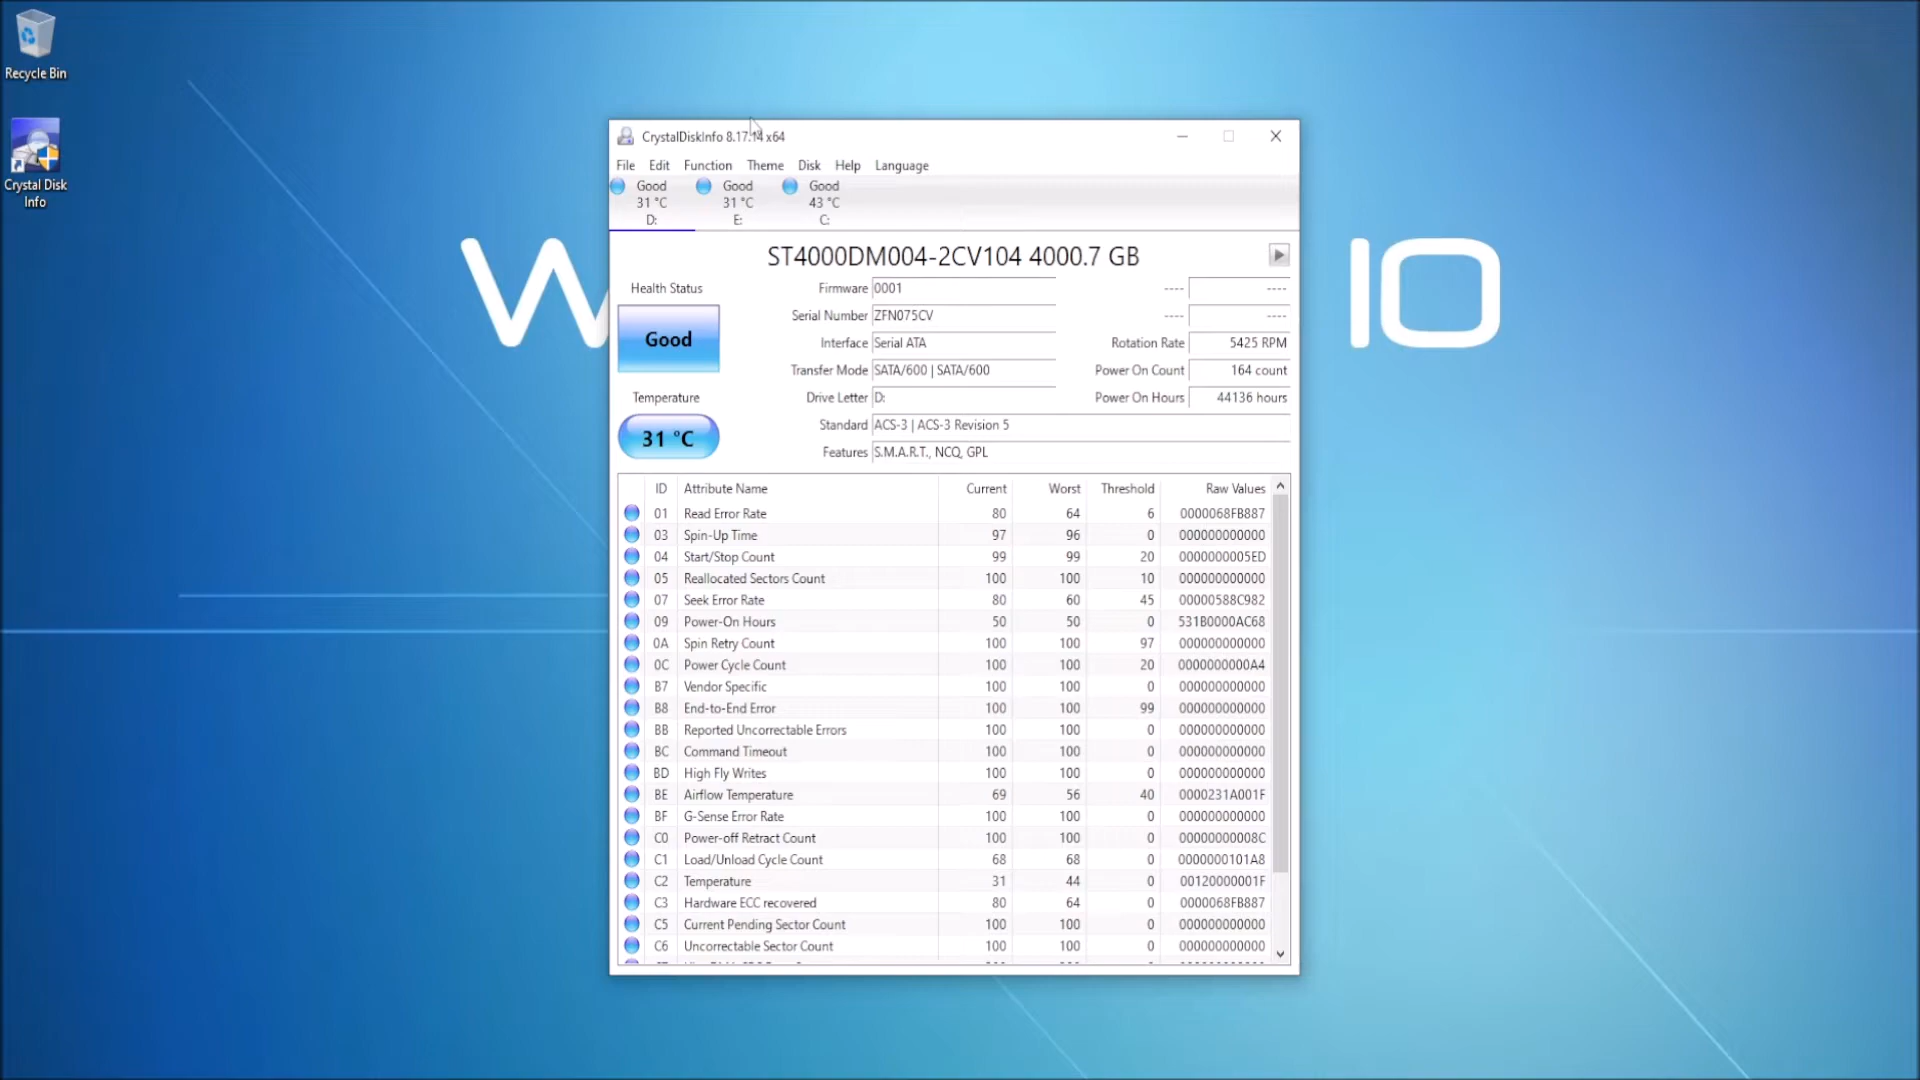 Recycle Bin
Crystal Disk
Info
W
10
CrystalDiskInfo 8.17.14 x64
File Edit Function Theme Disk Help Language
Good Good Good
31 °C 31 °C 43 °C
D: E: C:
ST4000DM004-2CV104 4000.7 GB
Health Status
Good
Temperature
31 °C
Firmware 0001 ---- ----
Serial Number ZFN075CV ---- ----
Interface Serial ATA Rotation Rate 5425 RPM
Transfer Mode SATA/600 | SATA/600 Power On Count 164 count
Drive Letter D: Power On Hours 44136 hours
Standard ACS-3 | ACS-3 Revision 5
Features S.M.A.R.T., NCQ, GPL
ID Attribute Name Current Worst Threshold Raw Values
01 Read Error Rate 80 64 6 0000068FB887
03 Spin-Up Time 97 96 0 000000000000
04 Start/Stop Count 99 99 20 0000000005ED
05 Reallocated Sectors Count 100 100 10 000000000000
07 Seek Error Rate 80 60 45 00000588C982
09 Power-On Hours 50 50 0 531B0000AC68
0A Spin Retry Count 100 100 97 000000000000
0C Power Cycle Count 100 100 20 0000000000A4
B7 Vendor Specific 100 100 0 000000000000
B8 End-to-End Error 100 100 99 000000000000
BB Reported Uncorrectable Errors 100 100 0 000000000000
BC Command Timeout 100 100 0 000000000000
BD High Fly Writes 100 100 0 000000000000
BE Airflow Temperature 69 56 40 0000231A001F
BF G-Sense Error Rate 100 100 0 000000000000
C0 Power-off Retract Count 100 100 0 00000000008C
C1 Load/Unload Cycle Count 68 68 0 0000000101A8
C2 Temperature 31 44 0 00120000001F
C3 Hardware ECC recovered 80 64 0 0000068FB887
C5 Current Pending Sector Count 100 100 0 000000000000
C6 Uncorrectable Sector Count 100 100 0 000000000000